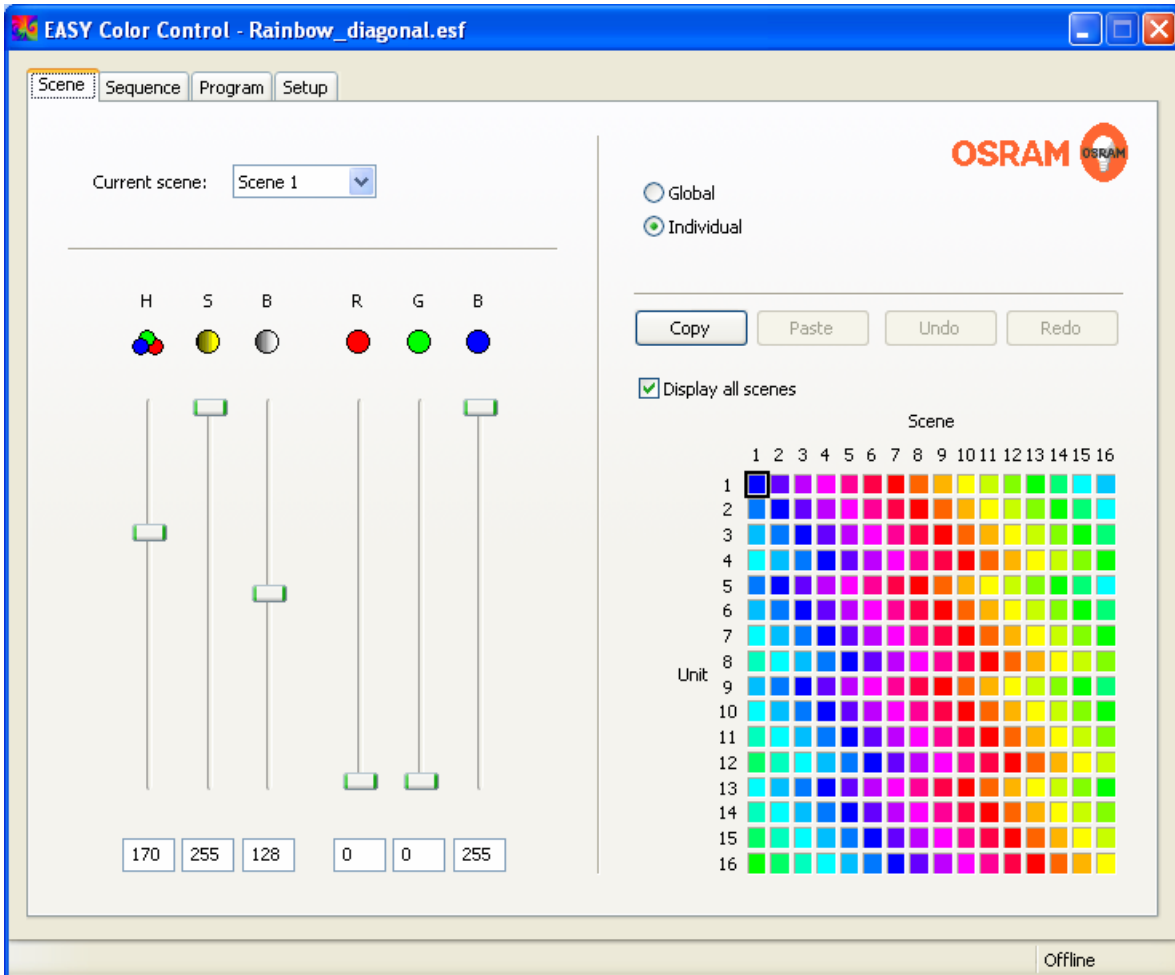 EASY Color Control - Rainbow_diagonal.esf
Scene Sequence Program Setup
OSRAM OSRAM
Current scene: Scene 1
Global
Individual
H S B R G B
Copy Paste Undo Redo
Display all scenes
Scene
1 2 3 4 5 6 7 8 9 10 11 12 13 14 15 16
1
2
3
4
5
6
7
8
Unit
9
10
11
12
13
14
15
16
170 255 128 0 0 255
Offline